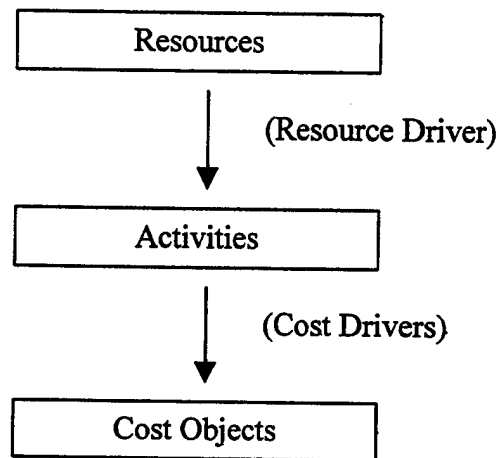 Resources
(Resource Driver)
Activities
(Cost Drivers)
Cost Objects